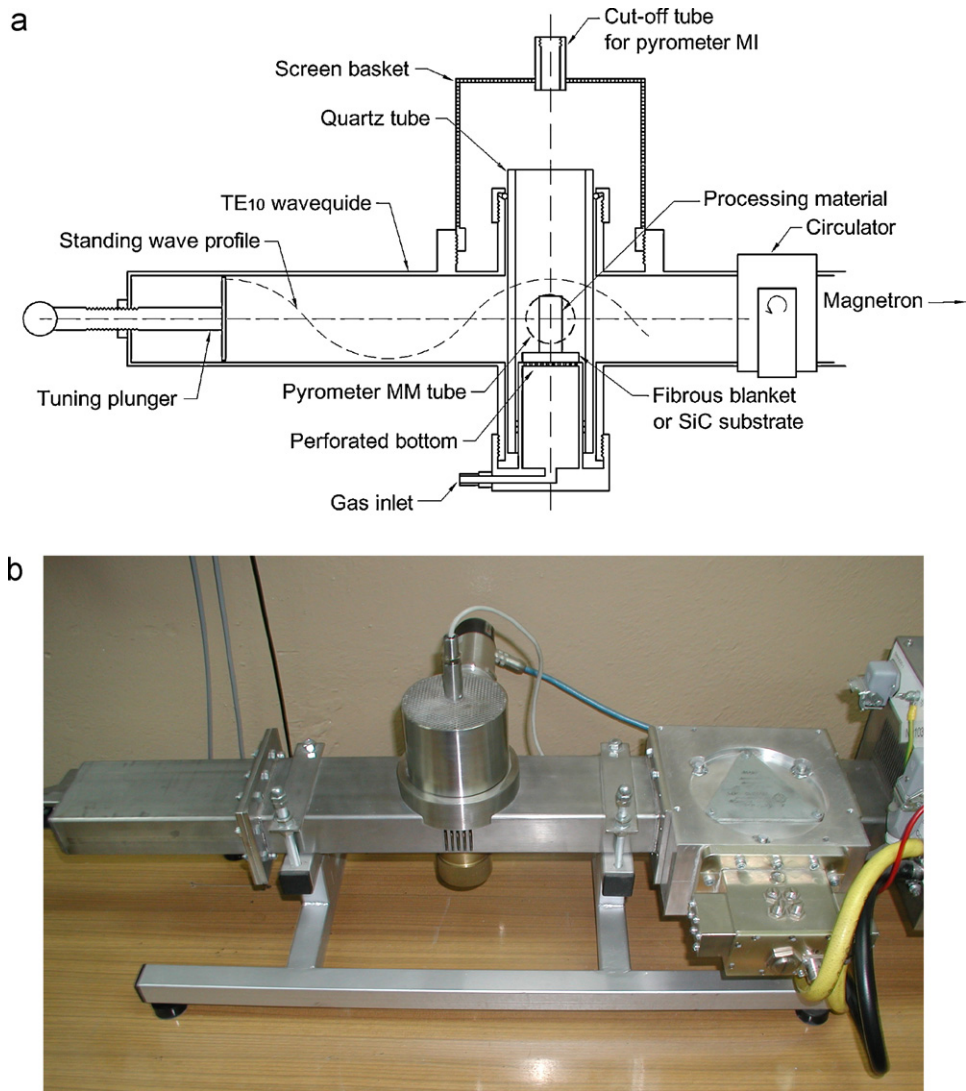 a
Cut-off tube
for pyrometer MI
Screen basket
Quartz tube
TE10 wavequide
Processing material
Standing wave profile
Circulator
Magnetron
Tuning plunger
Pyrometer MM tube
Fibrous blanket
or SiC substrate
Perforated bottom
Gas inlet
b